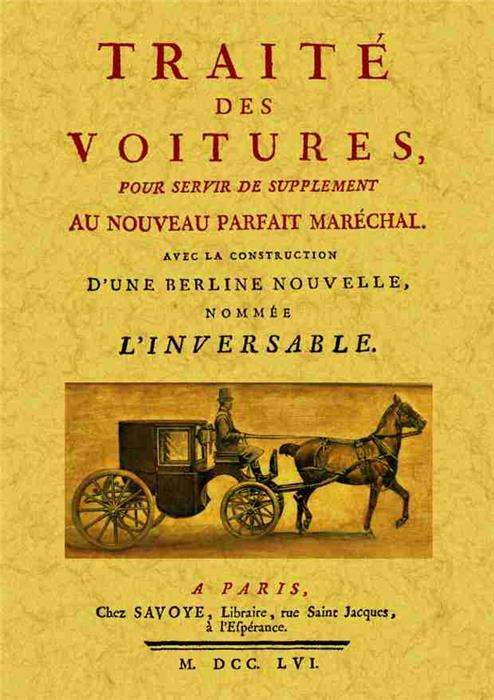 TRAITÉ
DES
VOITURES,
POUR SERVIR DE SUPPLEMENT
AU NOUVEAU PARFAIT MARÉCHAL.
AVEC LA CONSTRUCTION
D'UNE BERLINE NOUVELLE,
NOMMÉE
L'INVERSABLE.
A PARIS,
Chez SAVOYE, Libraire, rue Saint Jacques,
à l'Eſpérance.
M. DCC. LVI.